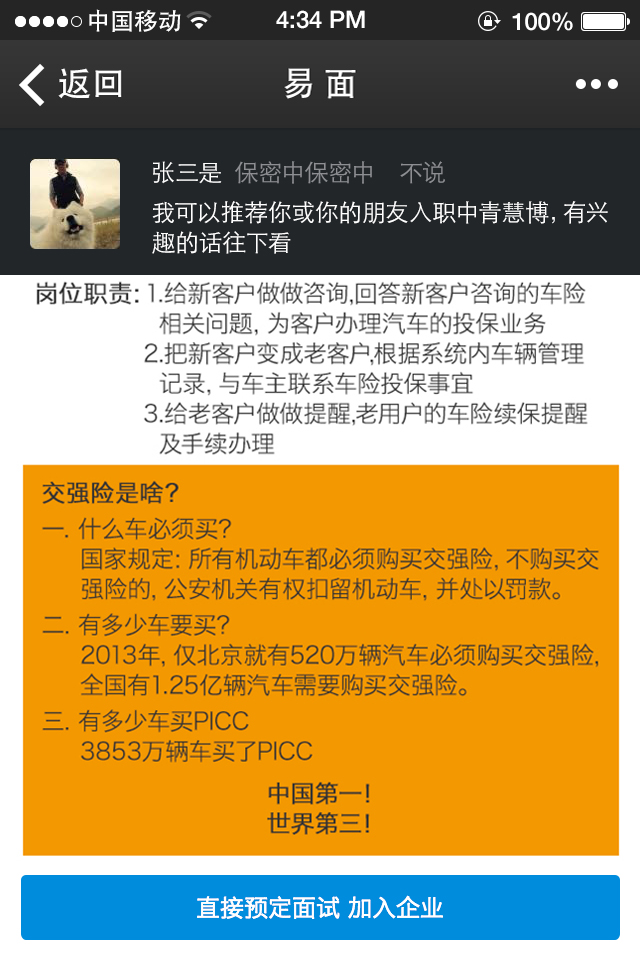 中国移动 4:34 PM 100%
返回 易 面
张三是 保密中保密中 不说
我可以推荐你或你的朋友入职中青慧博, 有兴
趣的话往下看
岗位职责: 1.给新客户做做咨询,回答新客户咨询的车险
相关问题, 为客户办理汽车的投保业务
2.把新客户变成老客户,根据系统内车辆管理
记录, 与车主联系车险投保事宜
3.给老客户做做提醒,老用户的车险续保提醒
及手续办理
交强险是啥?
一. 什么车必须买?
国家规定: 所有机动车都必须购买交强险, 不购买交
强险的, 公安机关有权扣留机动车, 并处以罚款。
二. 有多少车要买?
2013年, 仅北京就有520万辆汽车必须购买交强险,
全国有1.25亿辆汽车需要购买交强险。
三. 有多少车买PICC
3853万辆车买了PICC
中国第一!
世界第三!
直接预定面试 加入企业